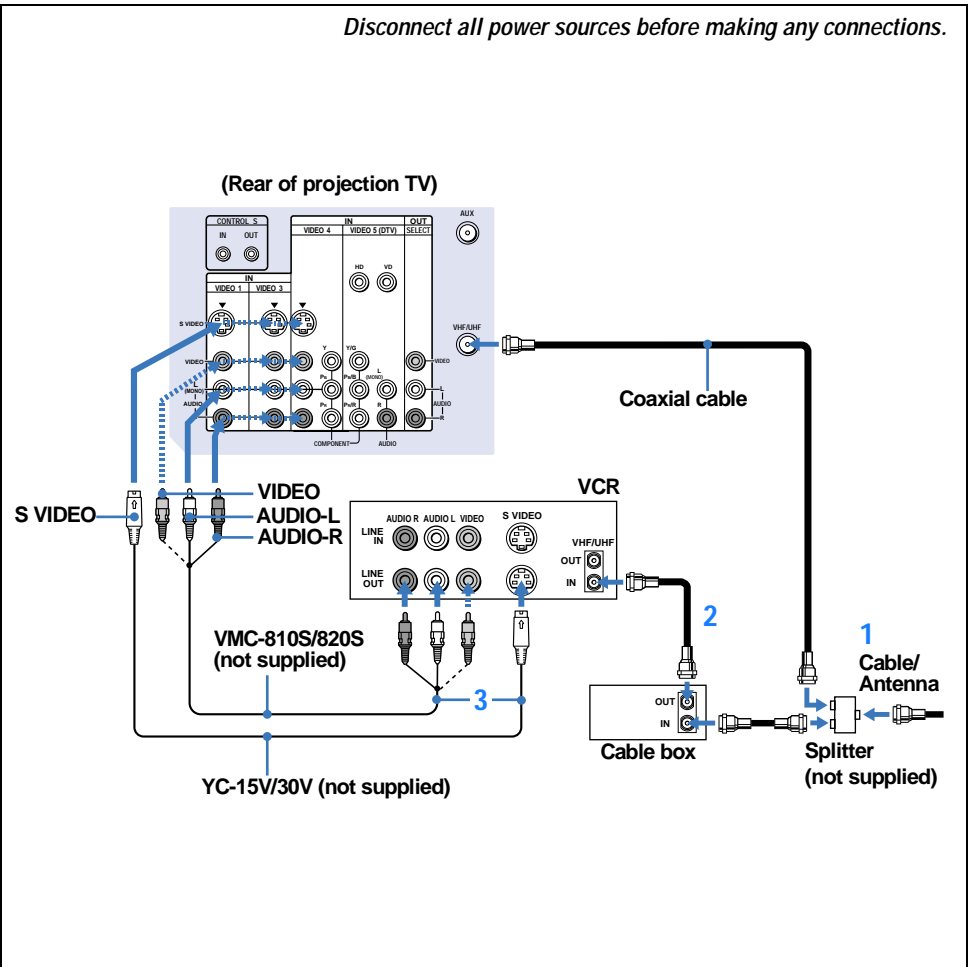 Disconnect all power sources before making any connections.
(Rear of projection TV)
AUX
CONTROL S
IN OUT
IN
VIDEO 4 VIDEO 5 (DTV)
OUT
SELECT
HD VD
IN
VIDEO 1 VIDEO 3
S VIDEO
VHF/UHF
VIDEO
Y Y/G
L
(MONO)
VIDEO
(MONO)
PB PB/B
L
AUDIO
AUDIO
PR PR/R R
R
COMPONENT
AUDIO
Coaxial cable
S VIDEO
VIDEO
AUDIO-L
AUDIO-R
VCR
AUDIO R AUDIO L VIDEO
S VIDEO
LINE
IN
VHF/UHF
OUT
LINE
OUT
IN
2
1
Cable/
Antenna
VMC-810S/820S
(not supplied)
3
OUT
IN
Cable box
Splitter
(not supplied)
YC-15V/30V (not supplied)